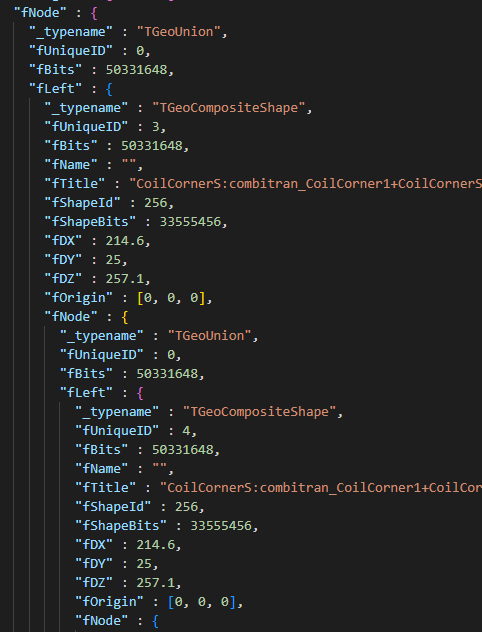 "fNode" : {
"_typename" : "TGeoUnion",
"fUniqueID" : 0,
"fBits" : 50331648,
"fLeft" : {
"_typename" : "TGeoCompositeShape",
"fUniqueID" : 3,
"fBits" : 50331648,
"fName" : "",
"fTitle" : "CoilCornerS:combitran_CoilCorner1+CoilCornerS
"fShapeId" : 256,
"fShapeBits" : 33555456,
"fDX" : 214.6,
"fDY" : 25,
"fDZ" : 257.1,
"fOrigin" : [0, 0, 0],
"fNode" : {
"_typename" : "TGeoUnion",
"fUniqueID" : 0,
"fBits" : 50331648,
"fLeft" : {
"_typename" : "TGeoCompositeShape",
"fUniqueID" : 4,
"fBits" : 50331648,
"fName" : "",
"fTitle" : "CoilCornerS:combitran_CoilCorner1+CoilCor
"fShapeId" : 256,
"fShapeBits" : 33555456,
"fDX" : 214.6,
"fDY" : 25,
"fDZ" : 257.1,
"fOrigin" : [0, 0, 0],
"fNode" : {